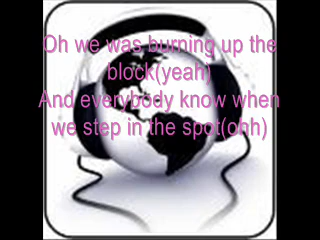 Oh we was burning up the
block(yeah)
And everybody know when
we step in the spot(ohh)